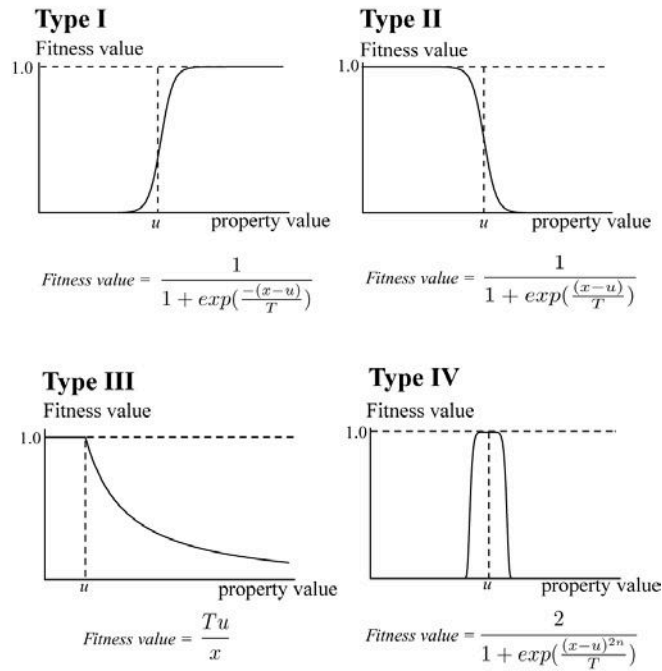 Type I
Fitness value
1.0
u
property value
Fitness value = 1 / (1 + exp(-(x-u)/T))
Type II
Fitness value
1.0
u
property value
Fitness value = 1 / (1 + exp((x-u)/T))
Type III
Fitness value
1.0
u
property value
Fitness value = Tu / x
Type IV
Fitness value
1.0
u
property value
Fitness value = 2 / (1 + exp((x-u)^{2n}/T))